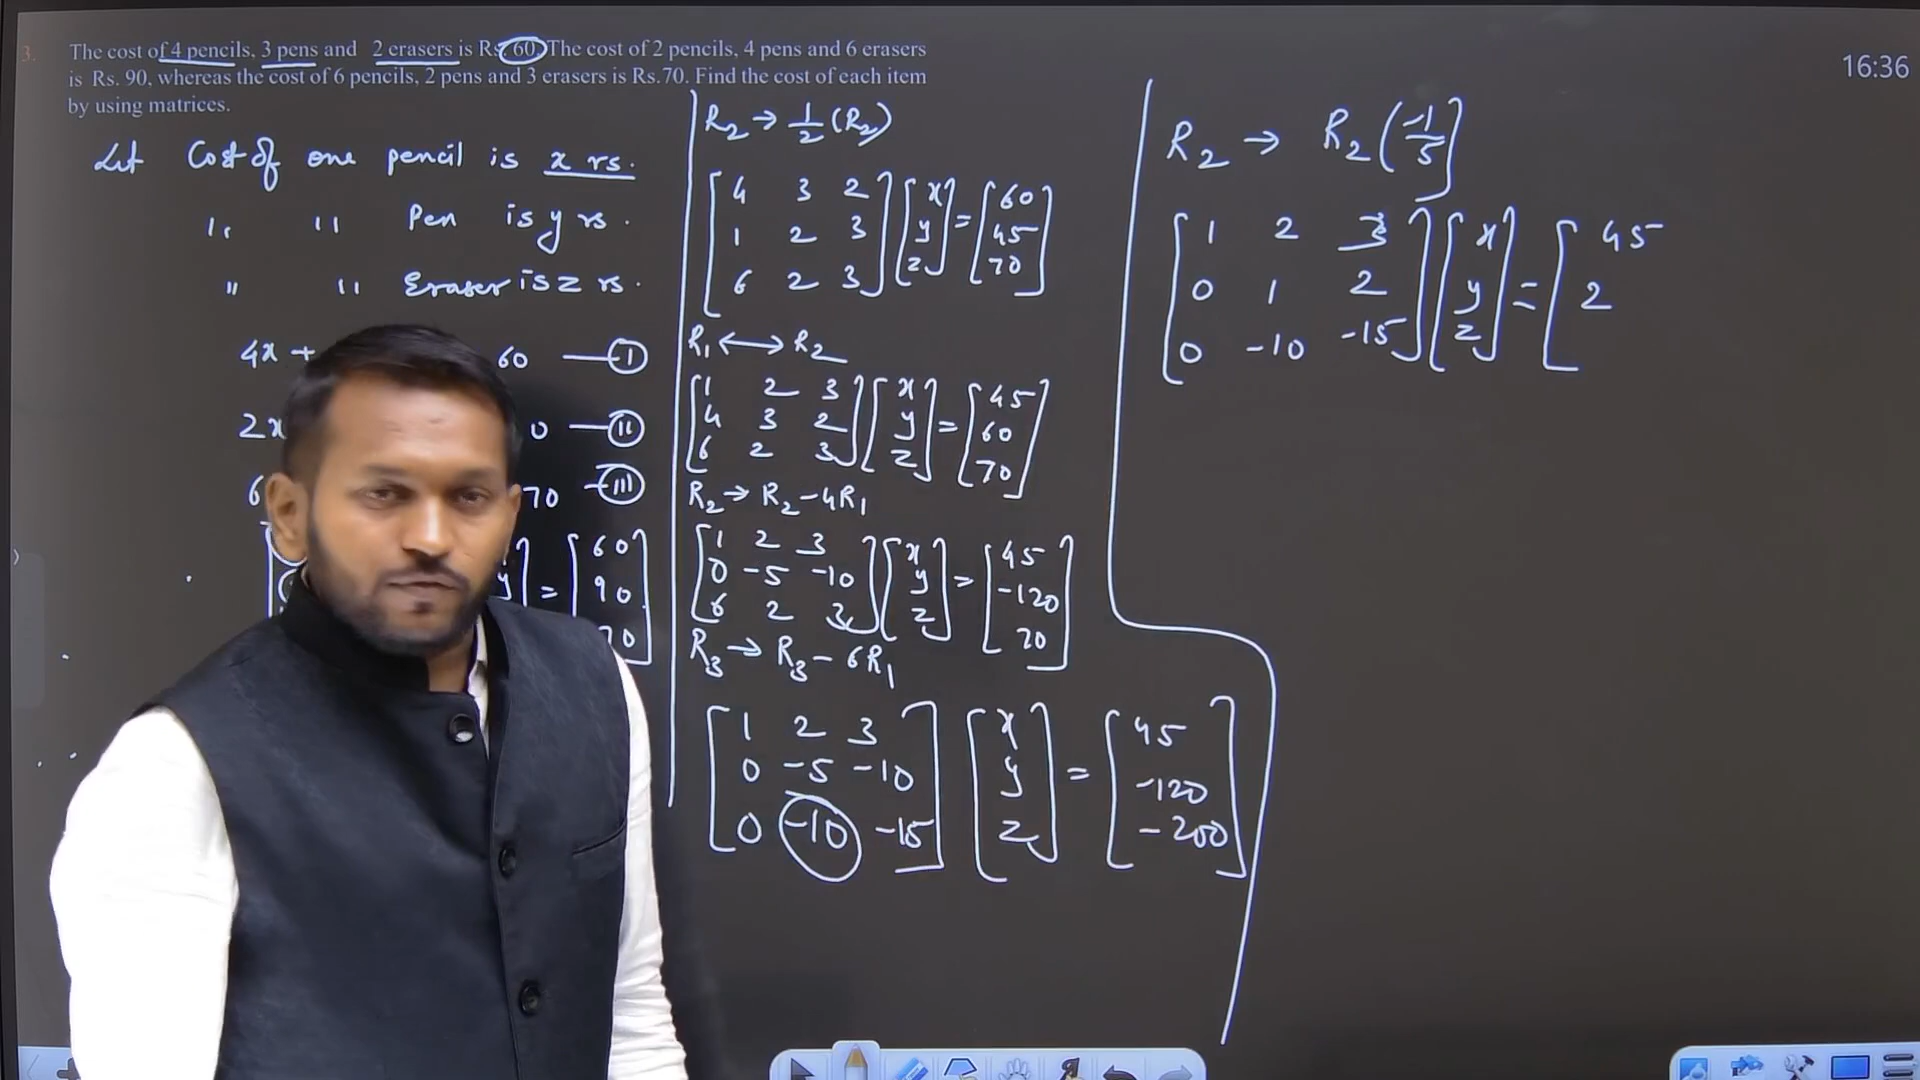 3. The cost of 4 pencils, 3 pens and 2 erasers is Rs. 60. The cost of 2 pencils, 4 pens and 6 erasers
is Rs. 90, whereas the cost of 6 pencils, 2 pens and 3 erasers is Rs.70. Find the cost of each item
by using matrices.
Let Cost of one pencil is x rs.
" " Pen is y rs.
" " Eraser is z rs.
4x + 60 — I
2x 0 — II
6 70 — III
y = 60
90
70
R2 → 1/2 (R2)
4 3 2 x 60
1 2 3 y = 45
6 2 3 z 70
R1 ↔ R2
1 2 3 x 45
4 3 2 y = 60
6 2 3 z 70
R2 → R2 - 4R1
1 2 3 x 45
0 -5 -10 y = -120
6 2 3 z 70
R3 → R3 - 6R1
1 2 3 x 45
0 -5 -10 y = -120
0 -10 -15 z -200
R2 → R2 (-1/5)
1 2 3 x 45
0 1 2 y = 2
0 -10 -15 z
16:36